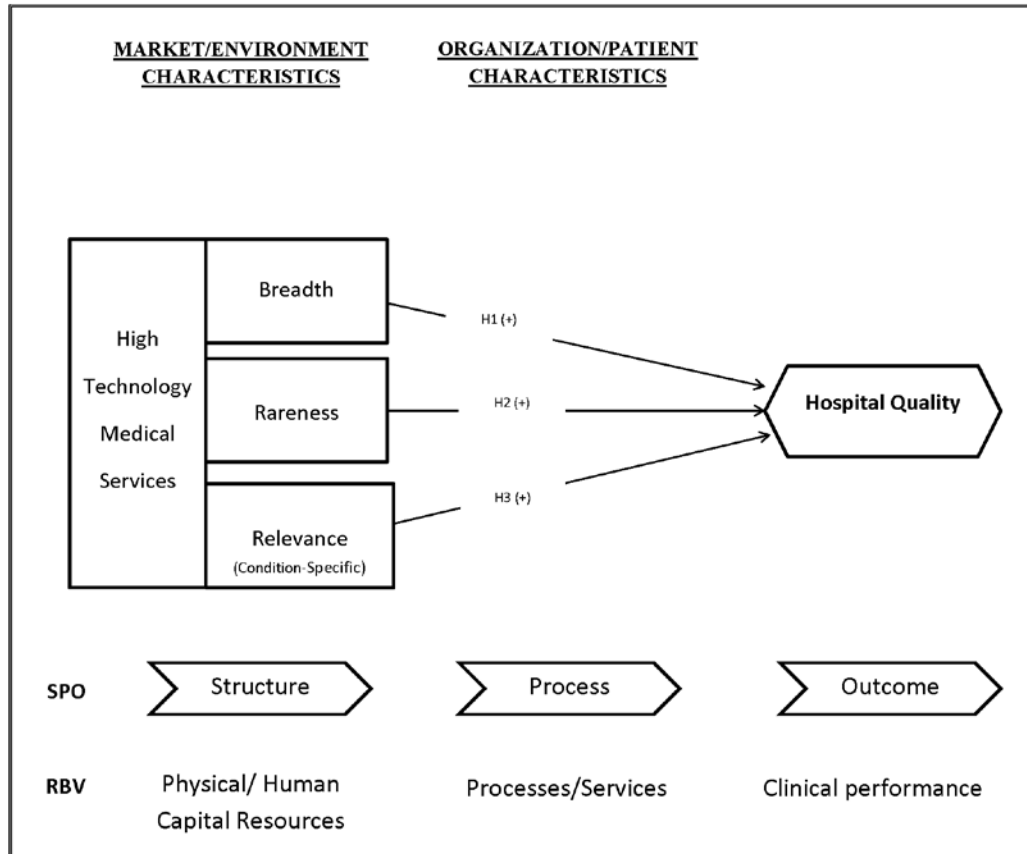 MARKET/ENVIRONMENT
CHARACTERISTICS
ORGANIZATION/PATIENT
CHARACTERISTICS
High
Technology
Medical
Services
Breadth
Rareness
Relevance
(Condition-Specific)
H1 (+)
H2 (+)
H3 (+)
Hospital Quality
SPO
Structure
Process
Outcome
RBV
Physical/ Human
Capital Resources
Processes/Services
Clinical performance